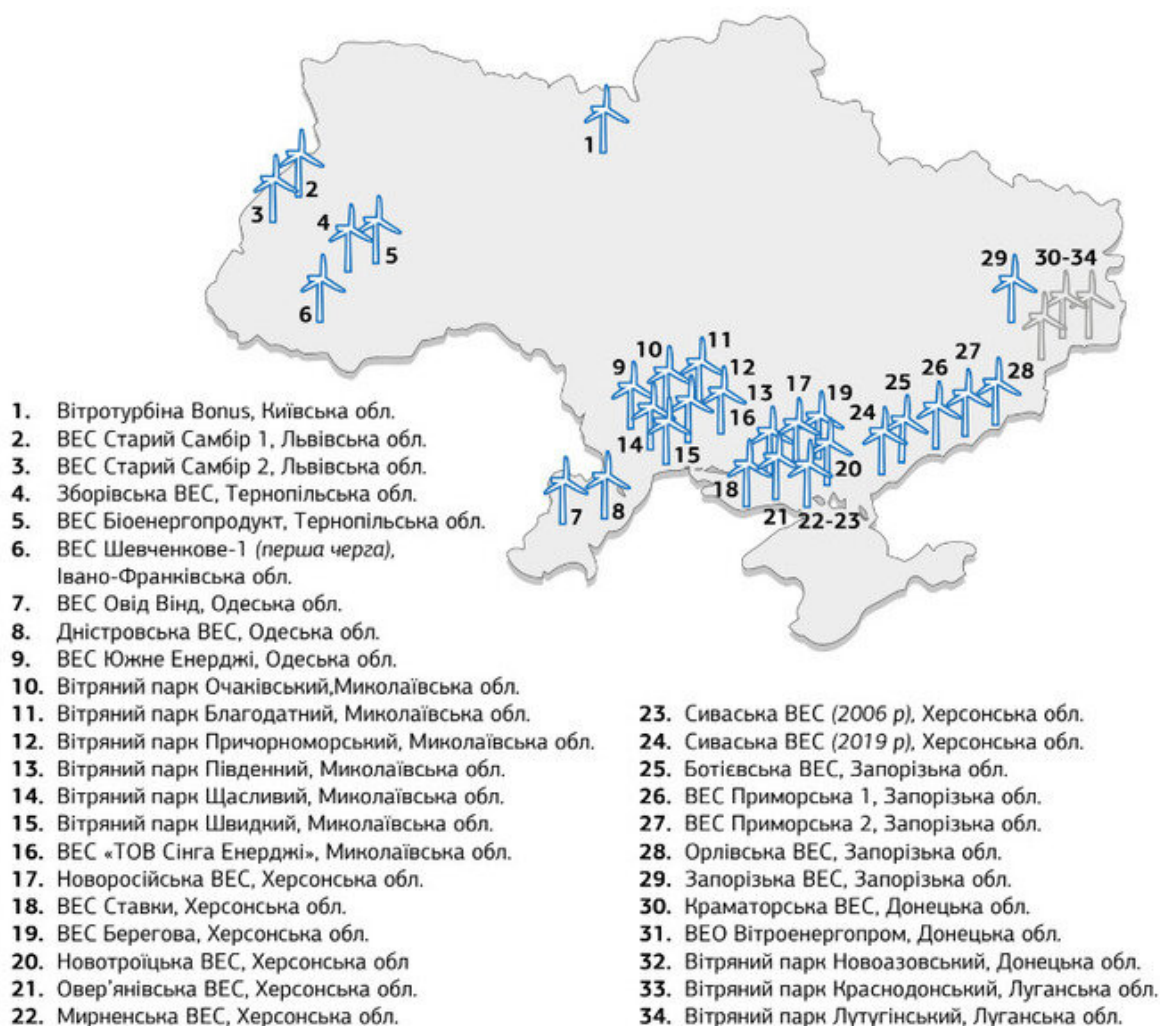 1
2
3
4
5
6
29
30-34
11
10
9
12
27
28
26
13
17
19
25
16
24
14
15
20
18
7
8
21
22-23
1. Вітротурбіна Bonus, Київська обл.
2. ВЕС Старий Самбір 1, Львівська обл.
3. ВЕС Старий Самбір 2, Львівська обл.
4. Зборівська ВЕС, Тернопільська обл.
5. ВЕС Біоенергопродукт, Тернопільська обл.
6. ВЕС Шевченкове-1 (перша черга),
Івано-Франківська обл.
7. ВЕС Овід Вінд, Одеська обл.
8. Дністровська ВЕС, Одеська обл.
9. ВЕС Южне Енерджі, Одеська обл.
10. Вітряний парк Очаківський,Миколаївська обл.
11. Вітряний парк Благодатний, Миколаївська обл.
12. Вітряний парк Причорноморський, Миколаївська обл.
13. Вітряний парк Південний, Миколаївська обл.
14. Вітряний парк Щасливий, Миколаївська обл.
15. Вітряний парк Швидкий, Миколаївська обл.
16. ВЕС «ТОВ Сінга Енерджі», Миколаївська обл.
17. Новоросійська ВЕС, Херсонська обл.
18. ВЕС Ставки, Херсонська обл.
19. ВЕС Берегова, Херсонська обл.
20. Новотроїцька ВЕС, Херсонська обл
21. Овер'янівська ВЕС, Херсонська обл.
22. Мирненська ВЕС, Херсонська обл.
23. Сиваська ВЕС (2006 р), Херсонська обл.
24. Сиваська ВЕС (2019 р), Херсонська обл.
25. Ботієвська ВЕС, Запорізька обл.
26. ВЕС Приморська 1, Запорізька обл.
27. ВЕС Приморська 2, Запорізька обл.
28. Орлівська ВЕС, Запорізька обл.
29. Запорізька ВЕС, Запорізька обл.
30. Краматорська ВЕС, Донецька обл.
31. ВЕО Вітроенергопром, Донецька обл.
32. Вітряний парк Новоазовський, Донецька обл.
33. Вітряний парк Краснодонський, Луганська обл.
34. Вітряний парк Лутугінський, Луганська обл.